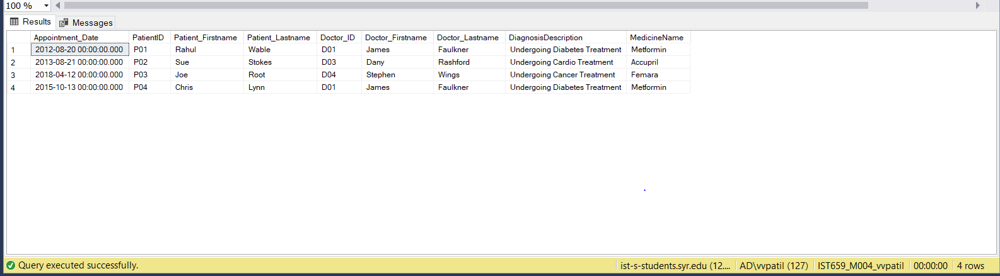 100 %
Results Messages
Appointment_Date PatientID Patient_Firstname Patient_Lastname Doctor_ID Doctor_Firstname Doctor_Lastname DiagnosisDescription MedicineName
1 2012-08-20 00:00:00.000 P01 Rahul Wable D01 James Faulkner Undergoing Diabetes Treatment Metformin
2 2013-08-21 00:00:00.000 P02 Sue Stokes D03 Dany Rashford Undergoing Cardio Treatment Accupril
3 2018-04-12 00:00:00.000 P03 Joe Root D04 Stephen Wings Undergoing Cancer Treatment Femara
4 2015-10-13 00:00:00.000 P04 Chris Lynn D01 James Faulkner Undergoing Diabetes Treatment Metformin
Query executed successfully. ist-s-students.syr.edu (12.... AD\vvpatil (127) IST659_M004_vvpatil 00:00:00 4 rows